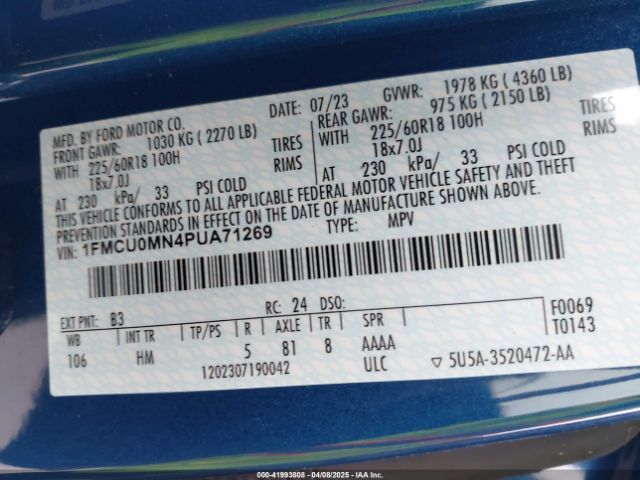 MFD. BY FORD MOTOR CO. DATE: 07/23 GVWR: 1978 KG ( 4360 LB)
FRONT GAWR: 1030 KG ( 2270 LB) REAR GAWR: 975 KG ( 2150 LB)
WITH 225/60R18 100H TIRES WITH 225/60R18 100H TIRES
18x7.0J RIMS 18x7.0J RIMS
AT 230 kPa/ 33 PSI COLD AT 230 kPa/ 33 PSI COLD
THIS VEHICLE CONFORMS TO ALL APPLICABLE FEDERAL MOTOR VEHICLE SAFETY AND THEFT
PREVENTION STANDARDS IN EFFECT ON THE DATE OF MANUFACTURE SHOWN ABOVE.
VIN: 1FMCU0MN4PUA71269 TYPE: MPV
EXT PNT: B3 RC: 24 DSO: F0069
WB INT TR TP/PS R AXLE TR SPR T0143
106 HM 5 81 8 AAAA
1202307190042 ULC ▽ 5U5A-3520472-AA
000-41993808 - 04/08/2025 - IAA Inc.